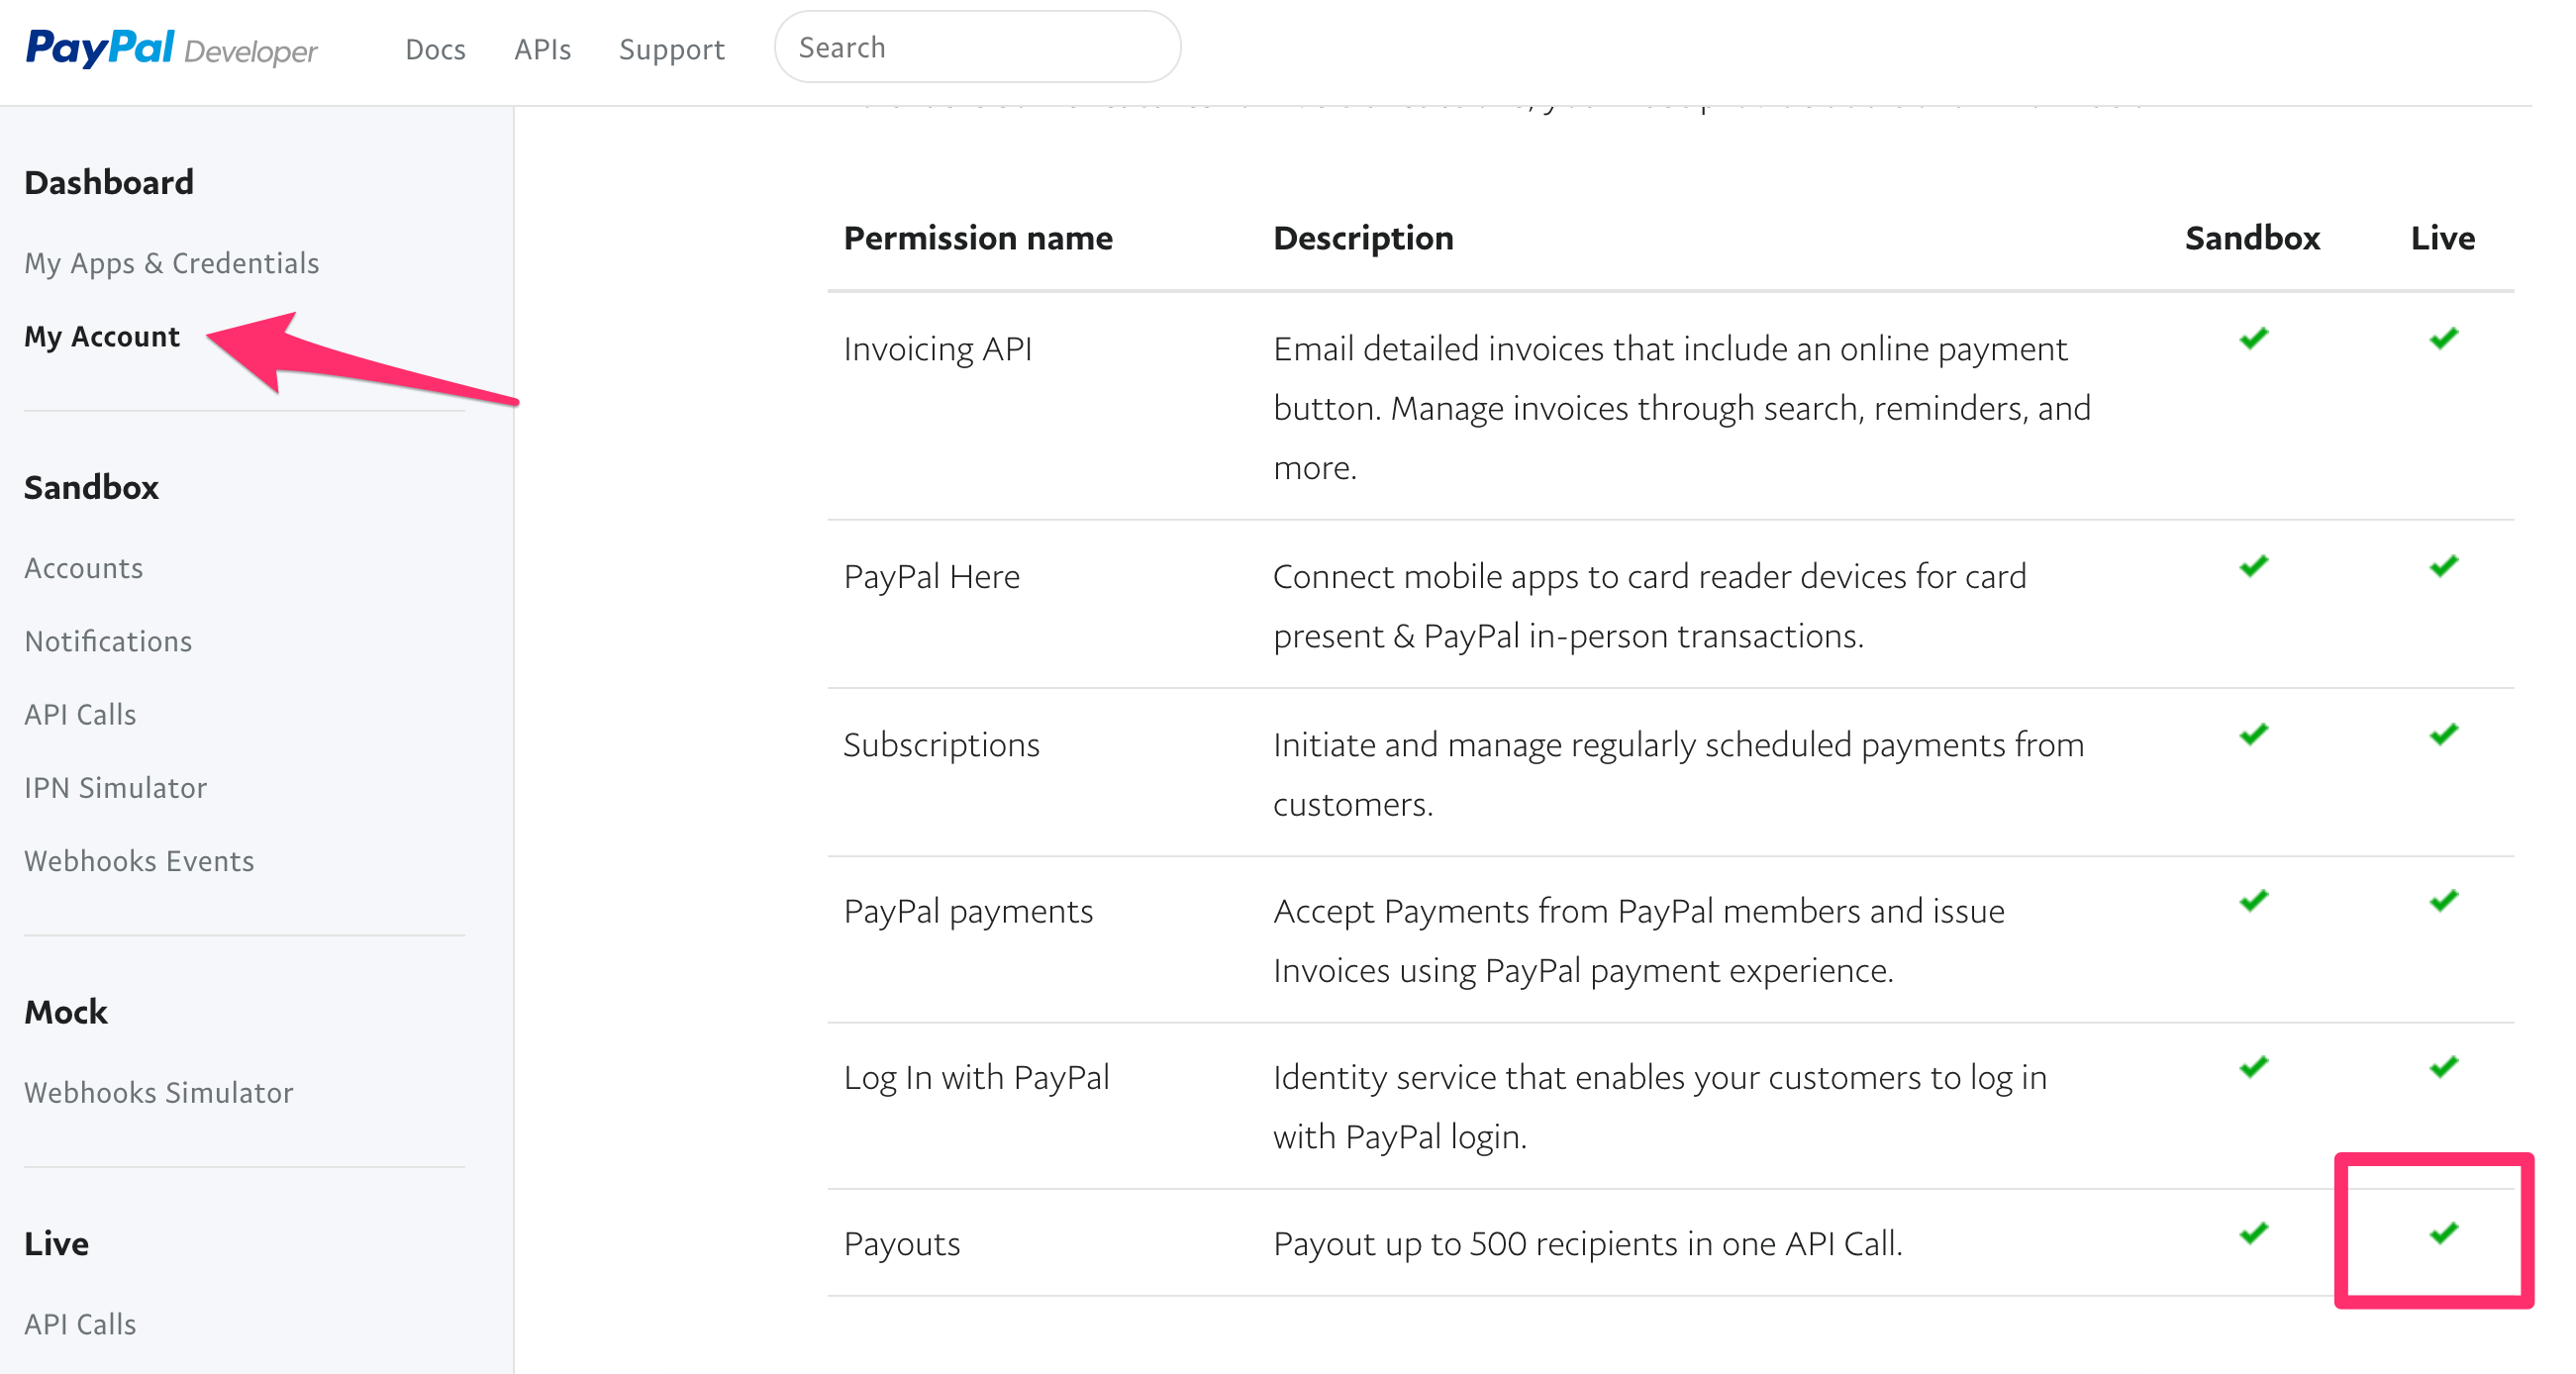 PayPal Developer
Docs
APIs
Support
Search
Dashboard
My Apps & Credentials
My Account
Sandbox
Accounts
Notifications
API Calls
IPN Simulator
Webhooks Events
Mock
Webhooks Simulator
Live
API Calls
Permission name
Description
Sandbox
Live
Invoicing API
Email detailed invoices that include an online payment
button. Manage invoices through search, reminders, and
more.
PayPal Here
Connect mobile apps to card reader devices for card
present & PayPal in-person transactions.
Subscriptions
Initiate and manage regularly scheduled payments from
customers.
PayPal payments
Accept Payments from PayPal members and issue
Invoices using PayPal payment experience.
Log In with PayPal
Identity service that enables your customers to log in
with PayPal login.
Payouts
Payout up to 500 recipients in one API Call.